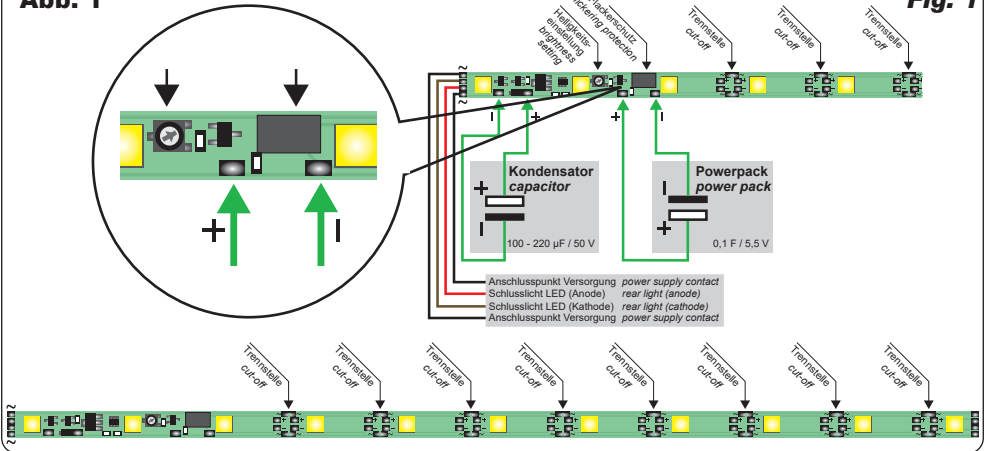 Abb. 1
Fig. 1
Helligkeits-
einstellung
brightness
setting
Flackerschutz
flickering protection
Trennstelle
cut-off
Trennstelle
cut-off
Trennstelle
cut-off
~
~
– + + –
+ –
Kondensator
capacitor
+
–
100 - 220 µF / 50 V
Powerpack
power pack
–
+
0,1 F / 5,5 V
Anschlusspunkt Versorgung power supply contact
Schlusslicht LED (Anode) rear light (anode)
Schlusslicht LED (Kathode) rear light (cathode)
Anschlusspunkt Versorgung power supply contact
Trennstelle
cut-off
Trennstelle
cut-off
Trennstelle
cut-off
Trennstelle
cut-off
Trennstelle
cut-off
Trennstelle
cut-off
Trennstelle
cut-off
Trennstelle
cut-off
~
~
~
~